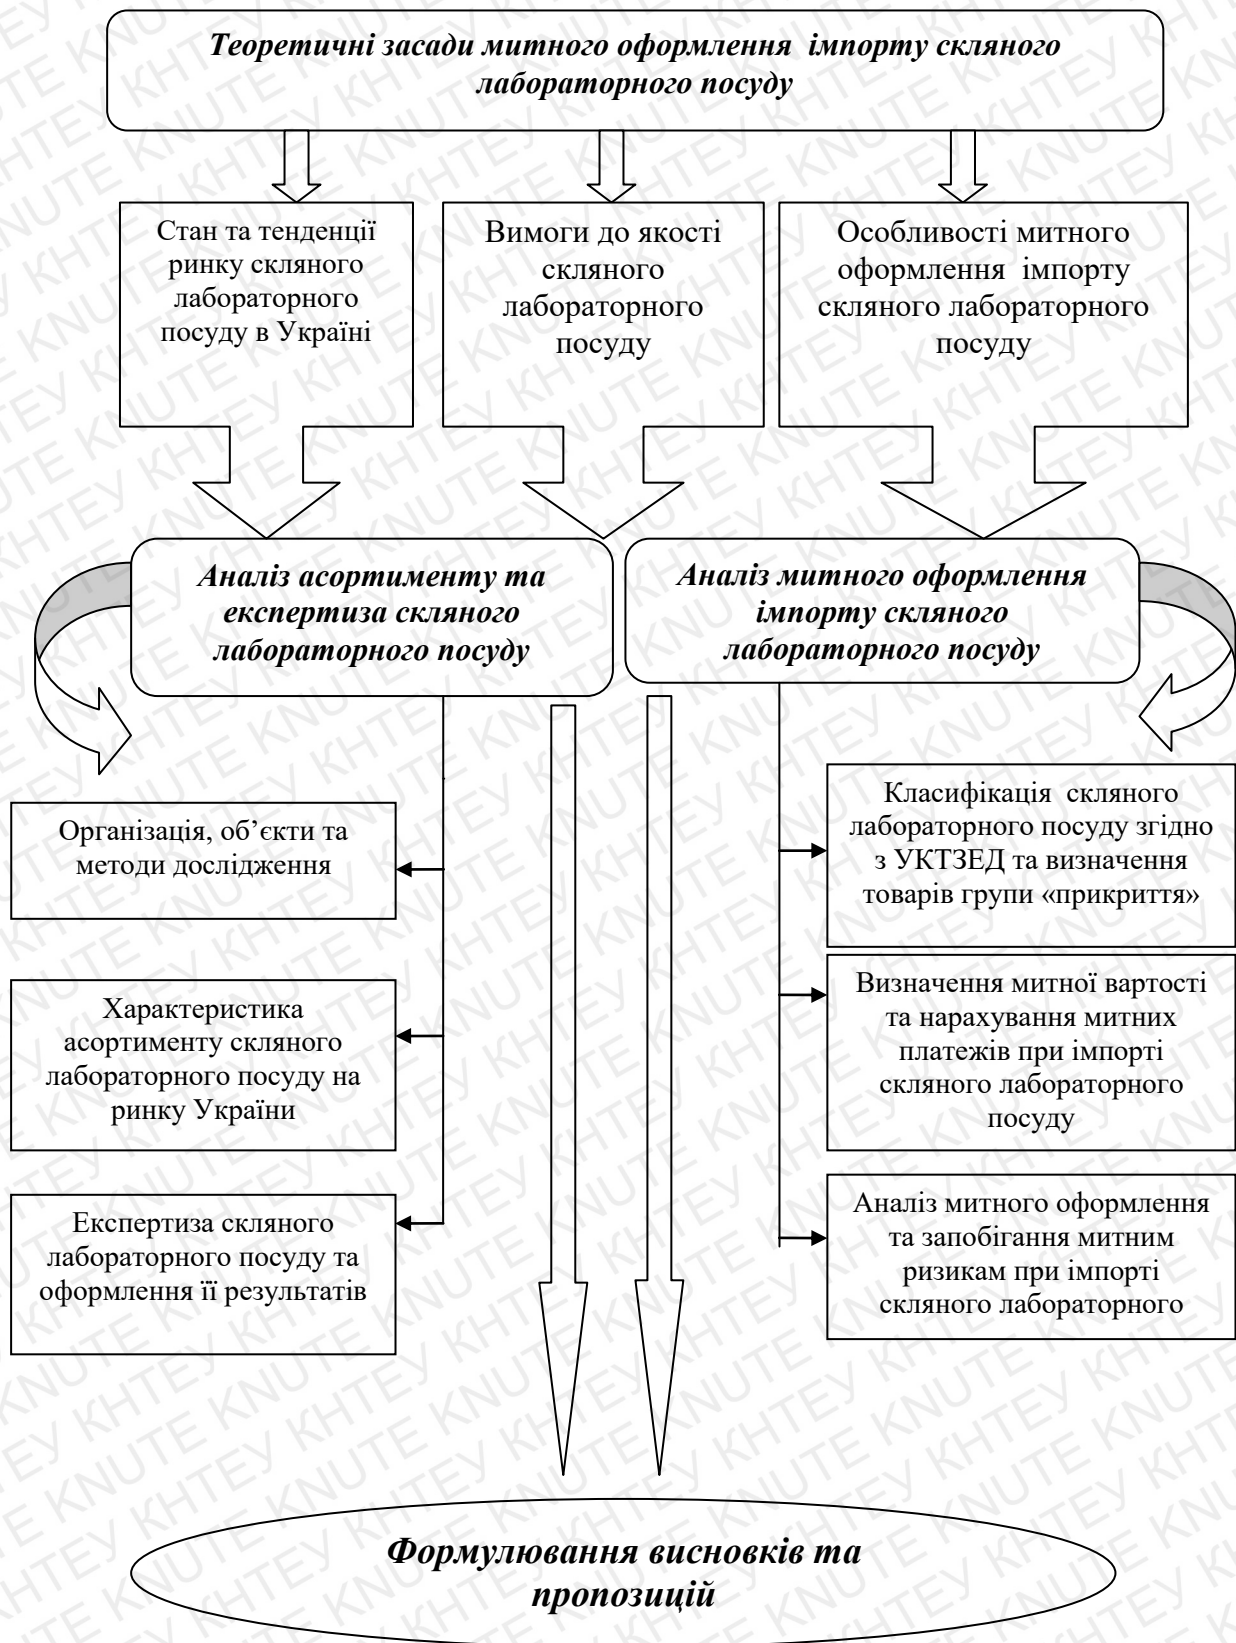 Теоретичні засади митного оформлення імпорту скляного
лабораторного посуду
Стан та тенденції
ринку скляного
лабораторного
посуду в Україні
Вимоги до якості
скляного
лабораторного
посуду
Особливості митного
оформлення імпорту
скляного лабораторного
посуду
Аналіз асортименту та
експертиза скляного
лабораторного посуду
Аналіз митного оформлення
імпорту скляного
лабораторного посуду
Організація, об’єкти та
методи дослідження
Характеристика
асортименту скляного
лабораторного посуду на
ринку України
Експертиза скляного
лабораторного посуду та
оформлення її результатів
Класифікація скляного
лабораторного посуду згідно
з УКТЗЕД та визначення
товарів групи «прикриття»
Визначення митної вартості
та нарахування митних
платежів при імпорті
скляного лабораторного
посуду
Аналіз митного оформлення
та запобігання митним
ризикам при імпорті
скляного лабораторного
Формулювання висновків та
пропозицій